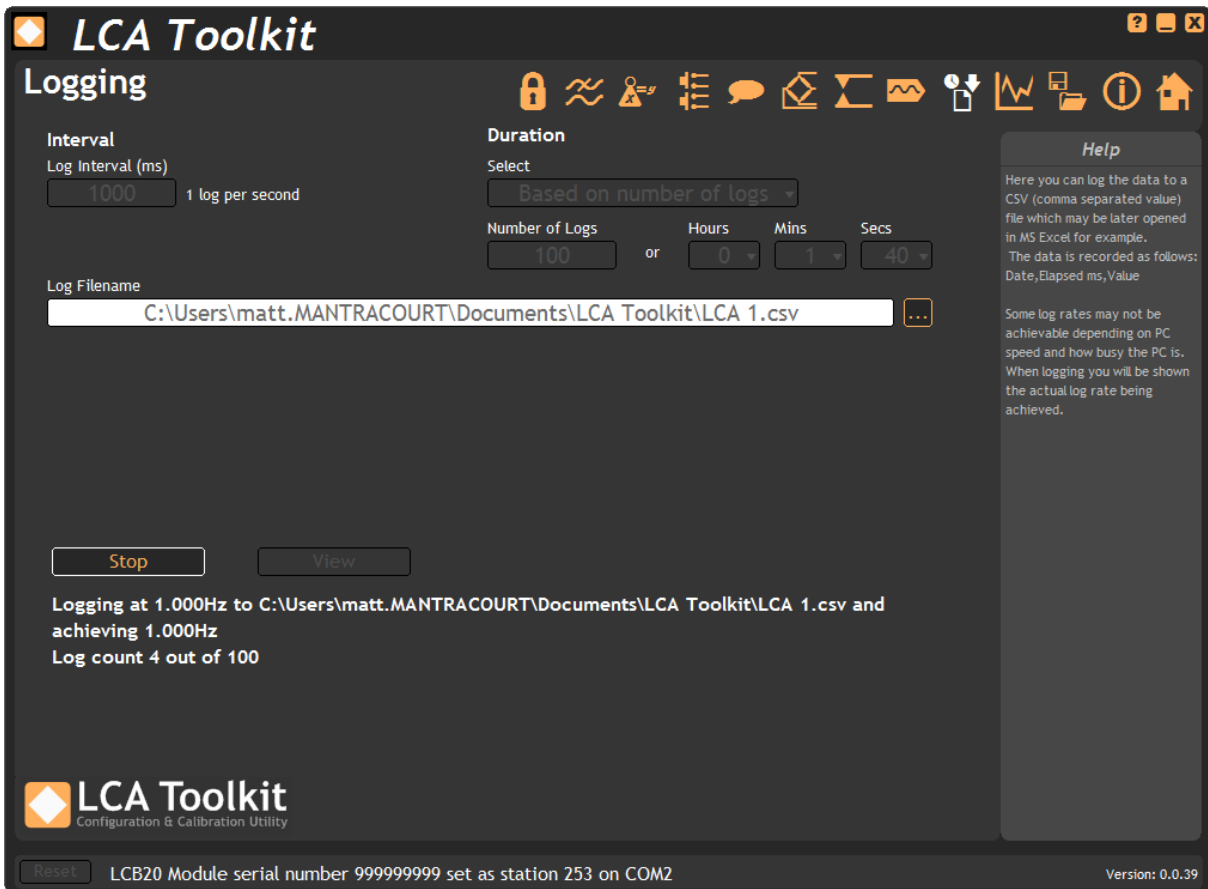 LCA Toolkit
?
X
Logging
x
=y
i
Interval
Log Interval (ms)
1000
1 log per second
Duration
Select
Based on number of logs
Number of Logs
Hours
Mins
Secs
100
or
0
1
40
Log Filename
C:\Users\matt.MANTRACOURT\Documents\LCA Toolkit\LCA 1.csv
...
Help
Here you can log the data to a
CSV (comma separated value)
file which may be later opened
in MS Excel for example.
The data is recorded as follows:
Date,Elapsed ms,Value
Some log rates may not be
achievable depending on PC
speed and how busy the PC is.
When logging you will be shown
the actual log rate being
achieved.
Stop
View
Logging at 1.000Hz to C:\Users\matt.MANTRACOURT\Documents\LCA Toolkit\LCA 1.csv and
achieving 1.000Hz
Log count 4 out of 100
LCA Toolkit
Configuration & Calibration Utility
Reset
LCB20 Module serial number 999999999 set as station 253 on COM2
Version: 0.0.39